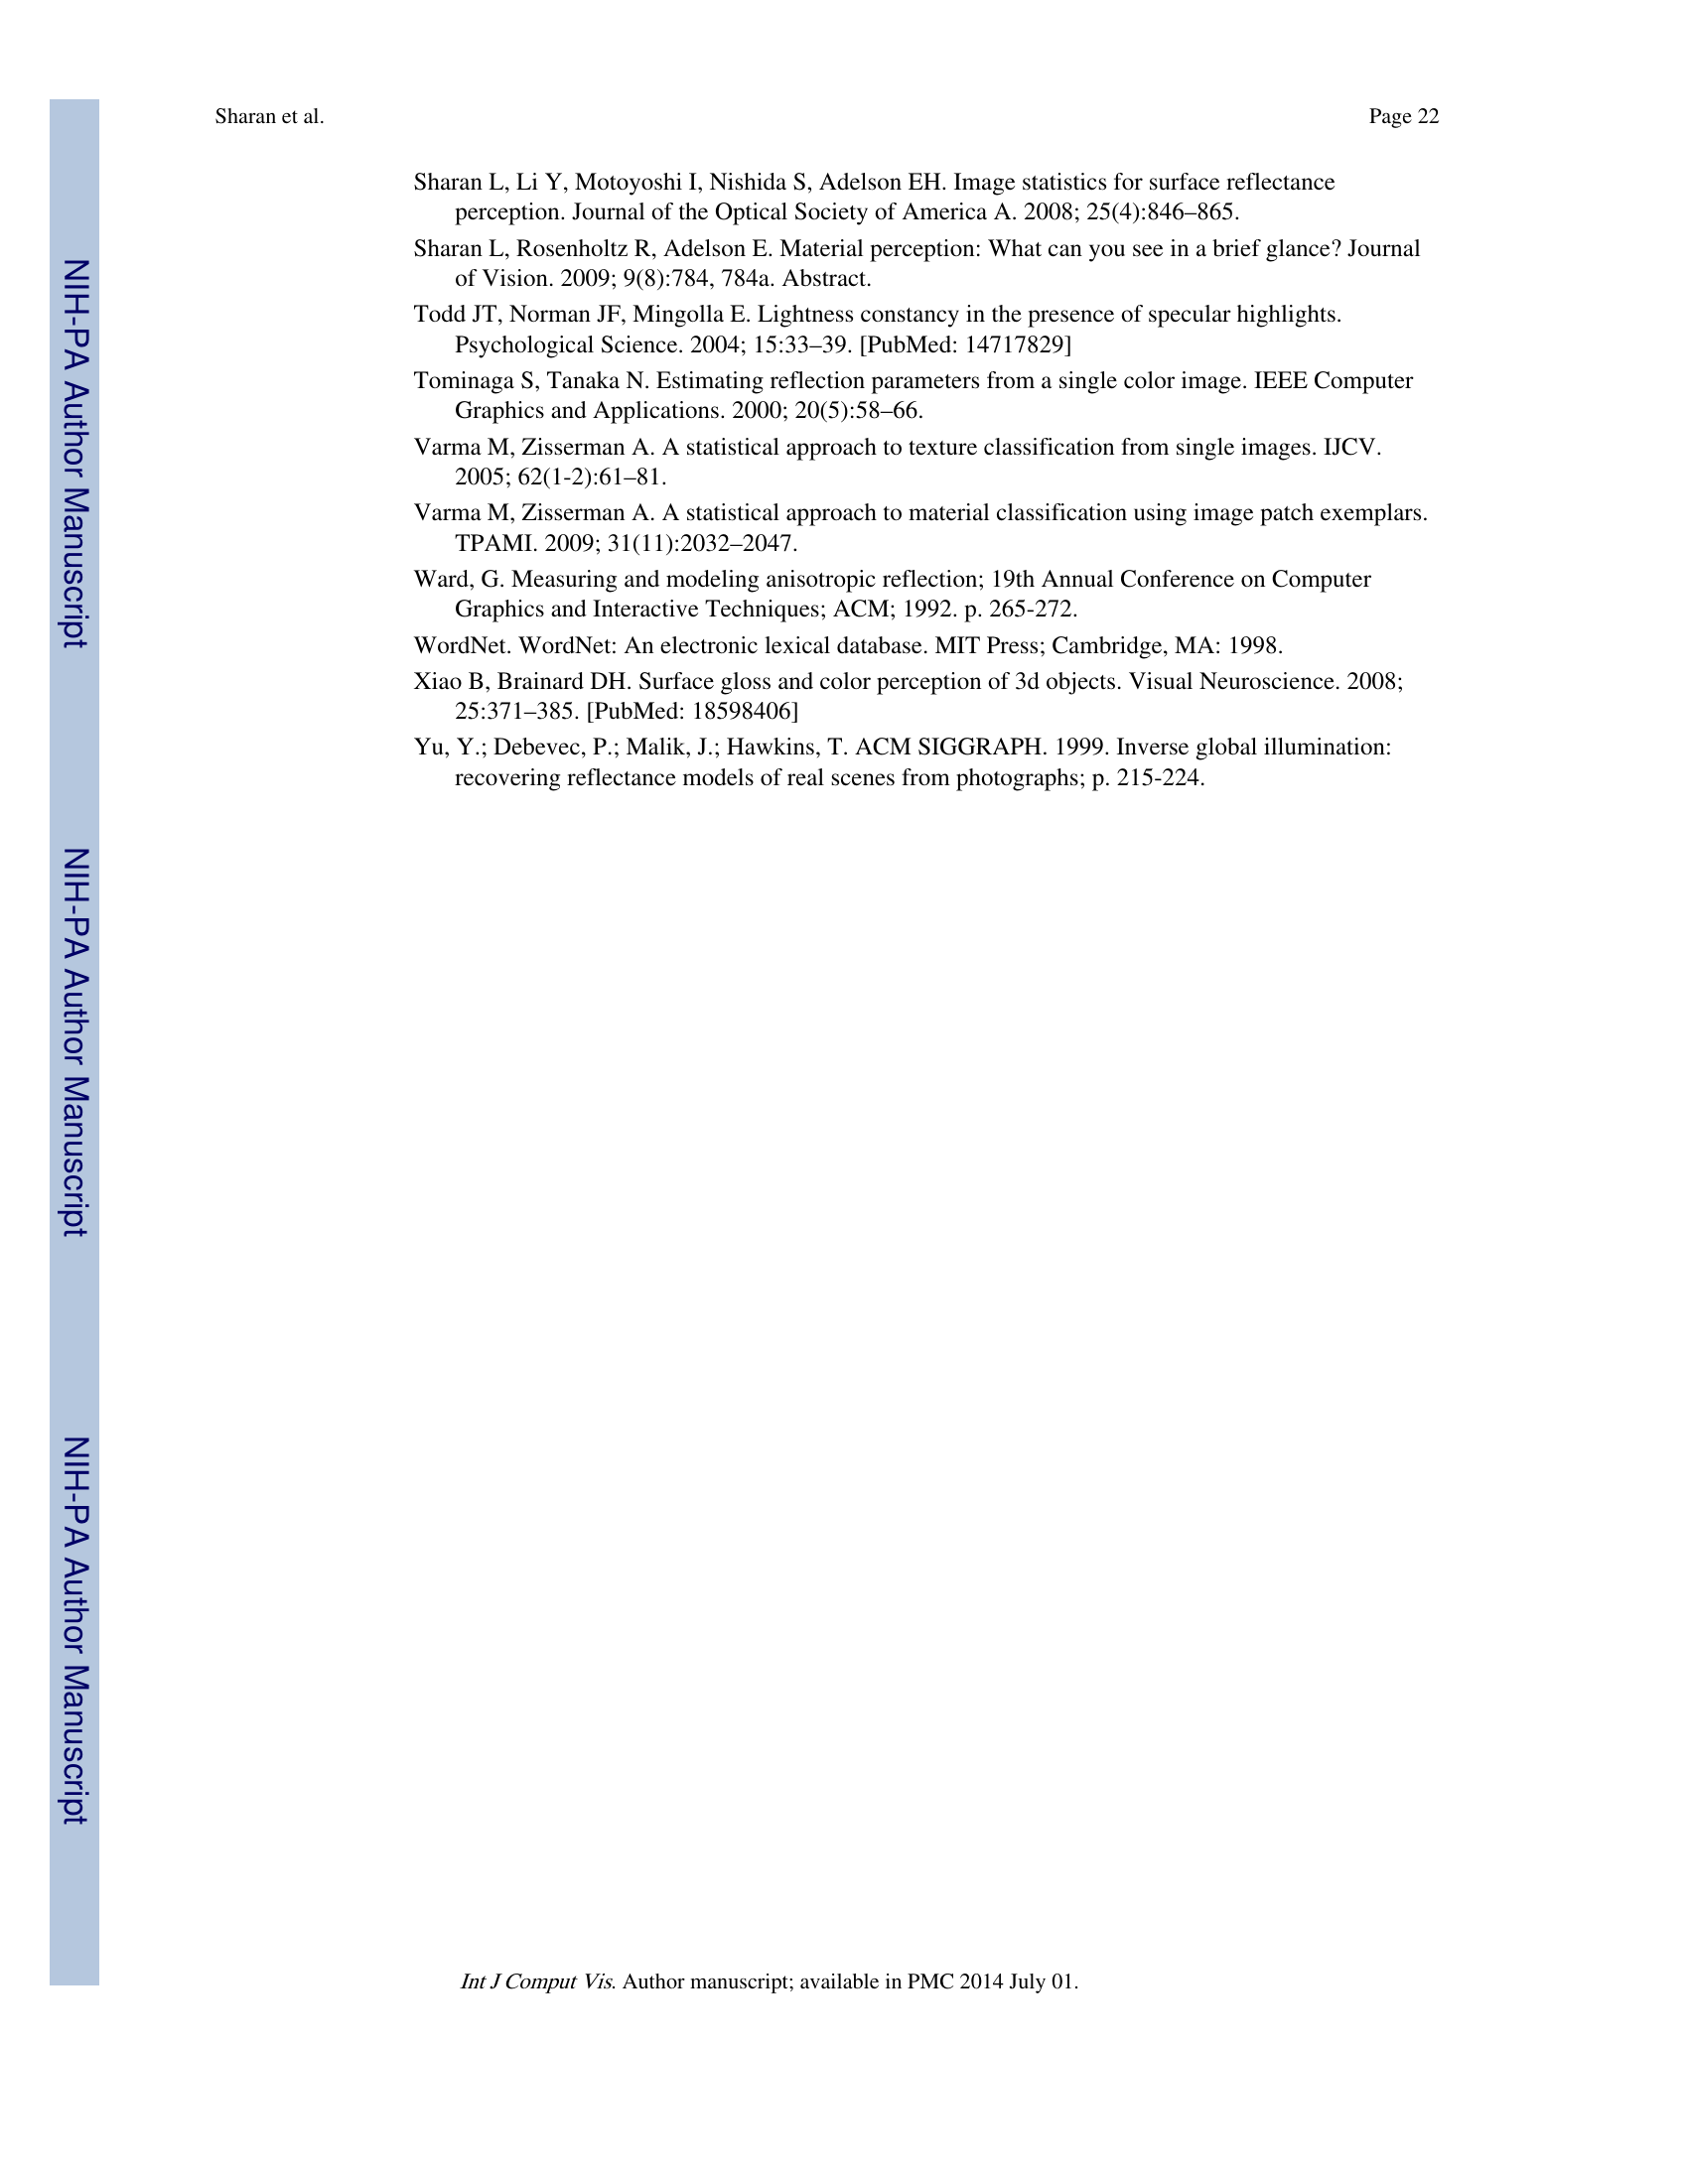 Sharan et al.
Page 22
Sharan L, Li Y, Motoyoshi I, Nishida S, Adelson EH. Image statistics for surface reflectance
perception. Journal of the Optical Society of America A. 2008; 25(4):846–865.
Sharan L, Rosenholtz R, Adelson E. Material perception: What can you see in a brief glance? Journal
of Vision. 2009; 9(8):784, 784a. Abstract.
Todd JT, Norman JF, Mingolla E. Lightness constancy in the presence of specular highlights.
Psychological Science. 2004; 15:33–39. [PubMed: 14717829]
Tominaga S, Tanaka N. Estimating reflection parameters from a single color image. IEEE Computer
Graphics and Applications. 2000; 20(5):58–66.
Varma M, Zisserman A. A statistical approach to texture classification from single images. IJCV.
2005; 62(1-2):61–81.
Varma M, Zisserman A. A statistical approach to material classification using image patch exemplars.
TPAMI. 2009; 31(11):2032–2047.
Ward, G. Measuring and modeling anisotropic reflection; 19th Annual Conference on Computer
Graphics and Interactive Techniques; ACM; 1992. p. 265-272.
WordNet. WordNet: An electronic lexical database. MIT Press; Cambridge, MA: 1998.
Xiao B, Brainard DH. Surface gloss and color perception of 3d objects. Visual Neuroscience. 2008;
25:371–385. [PubMed: 18598406]
Yu, Y.; Debevec, P.; Malik, J.; Hawkins, T. ACM SIGGRAPH. 1999. Inverse global illumination:
recovering reflectance models of real scenes from photographs; p. 215-224.
NIH-PA Author Manuscript
NIH-PA Author Manuscript
NIH-PA Author Manuscript
Int J Comput Vis. Author manuscript; available in PMC 2014 July 01.